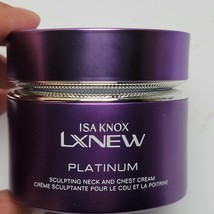 ISA KNOX
LXNEW
PLATINUM
SCULPTING NECK AND CHEST CREAM
CRÈME SCULPTANTE POUR LE COU ET LA POITRINE